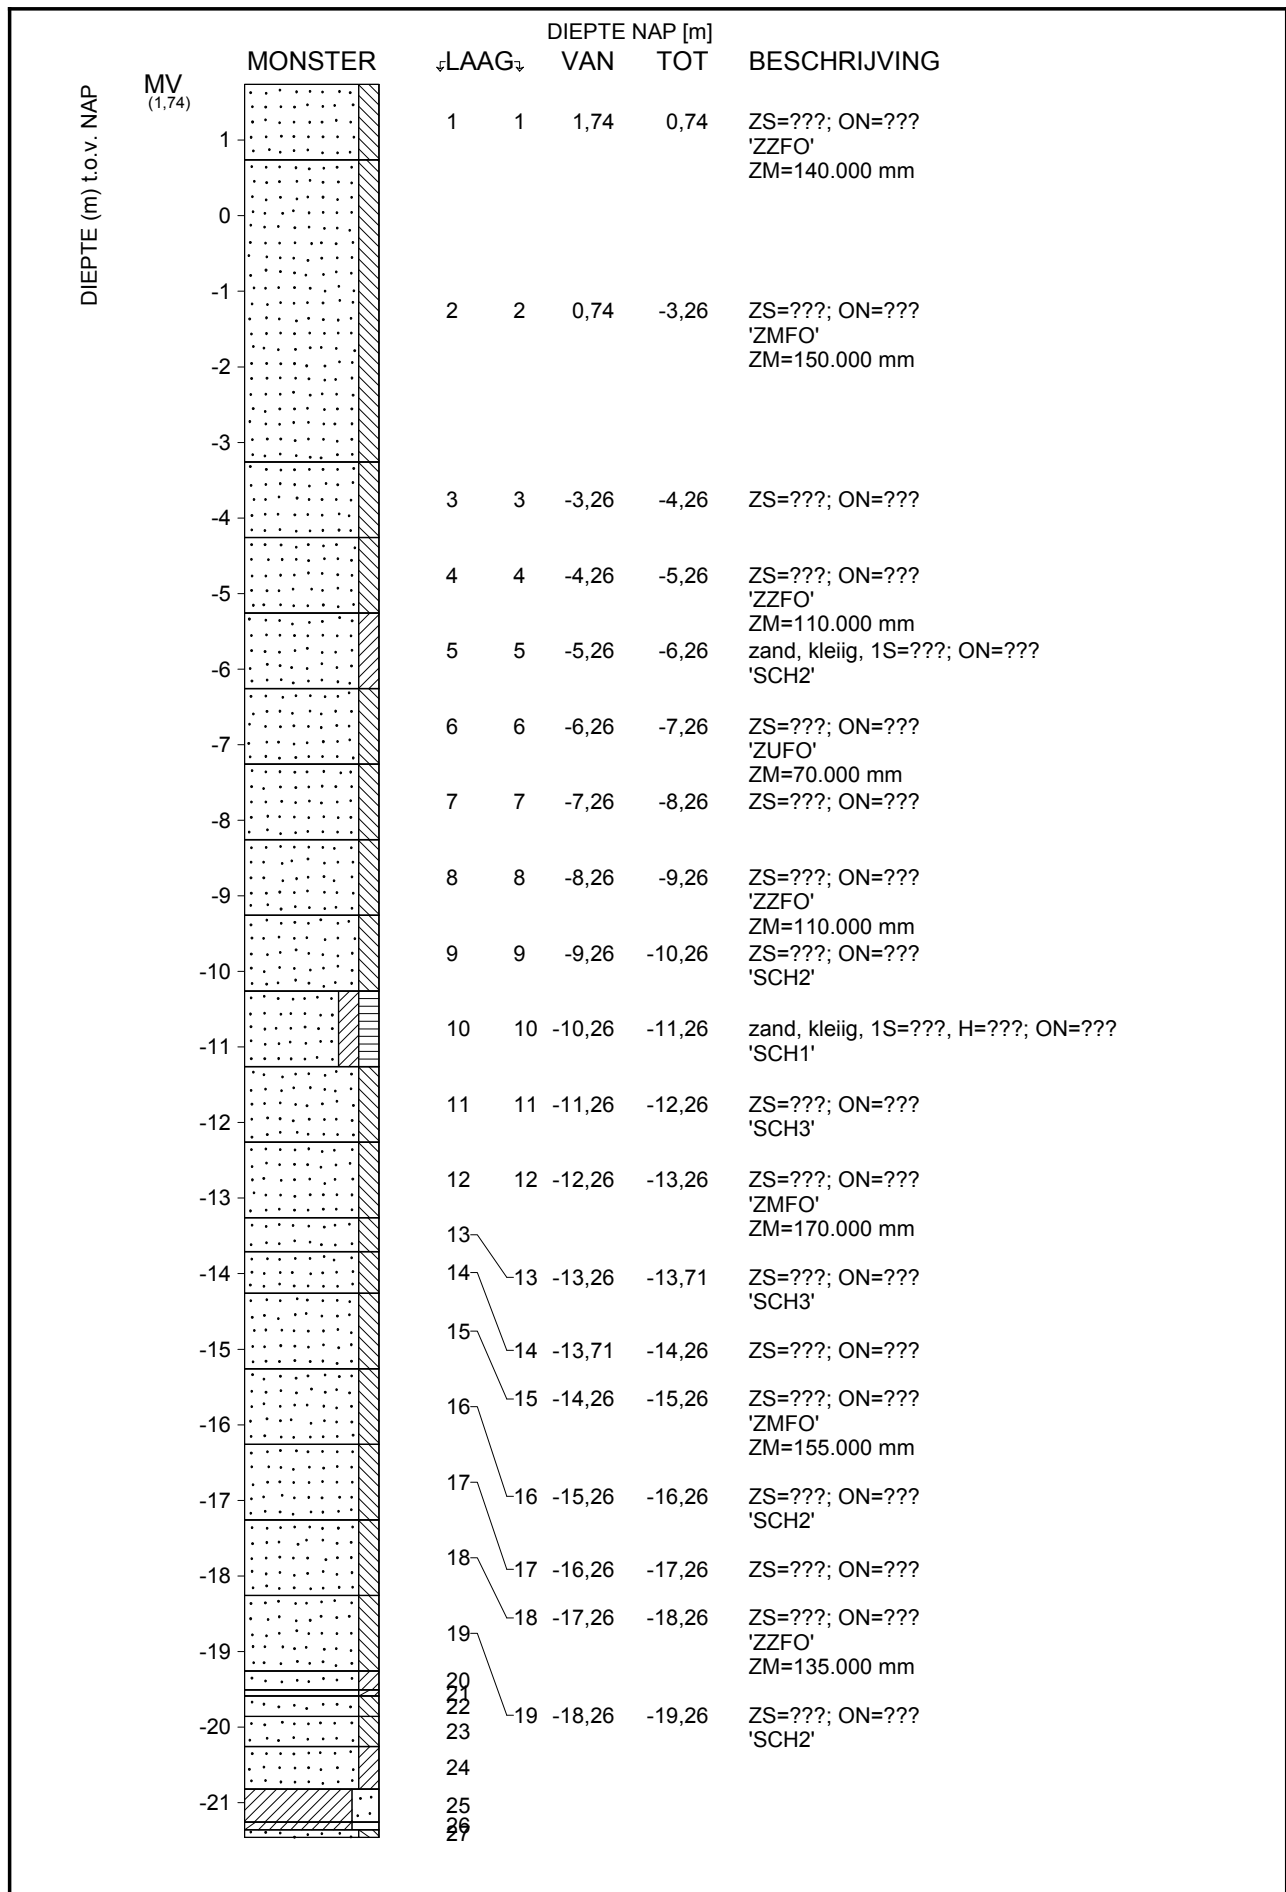 DIEPTE NAP [m]
MONSTER LAAG VAN TOT BESCHRIJVING
MV
(1,74)
DIEPTE (m) t.o.v. NAP
1 1 1,74 0,74 ZS=???; ON=???
'ZZFO'
ZM=140.000 mm
1
0
-1
2 2 0,74 -3,26 ZS=???; ON=???
'ZMFO'
ZM=150.000 mm
-2
-3
3 3 -3,26 -4,26 ZS=???; ON=???
-4
4 4 -4,26 -5,26 ZS=???; ON=???
'ZZFO'
ZM=110.000 mm
-5
5 5 -5,26 -6,26 zand, kleiig, 1S=???; ON=???
'SCH2'
-6
6 6 -6,26 -7,26 ZS=???; ON=???
'ZUFO'
ZM=70.000 mm
-7
7 7 -7,26 -8,26 ZS=???; ON=???
-8
8 8 -8,26 -9,26 ZS=???; ON=???
'ZZFO'
ZM=110.000 mm
-9
9 9 -9,26 -10,26 ZS=???; ON=???
'SCH2'
-10
10 10 -10,26 -11,26 zand, kleiig, 1S=???, H=???; ON=???
'SCH1'
-11
11 11 -11,26 -12,26 ZS=???; ON=???
'SCH3'
-12
12 12 -12,26 -13,26 ZS=???; ON=???
'ZMFO'
ZM=170.000 mm
-13
13
13 -13,26 -13,71 ZS=???; ON=???
'SCH3'
-14
14
15
14 -13,71 -14,26 ZS=???; ON=???
-15
15 -14,26 -15,26 ZS=???; ON=???
'ZMFO'
ZM=155.000 mm
16
-16
17
16 -15,26 -16,26 ZS=???; ON=???
'SCH2'
-17
18
17 -16,26 -17,26 ZS=???; ON=???
-18
18 -17,26 -18,26 ZS=???; ON=???
'ZZFO'
ZM=135.000 mm
19
-19
20
21
22
19 -18,26 -19,26 ZS=???; ON=???
'SCH2'
-20
23
24
-21
25
26
27